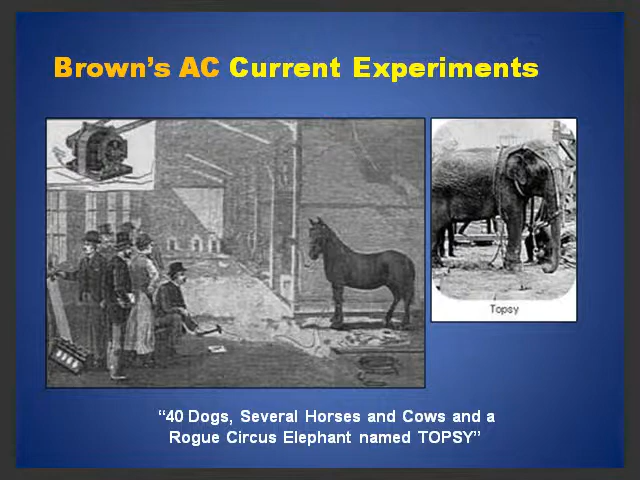 Brown’s AC Current Experiments
Topsy
“40 Dogs, Several Horses and Cows and a
Rogue Circus Elephant named TOPSY”